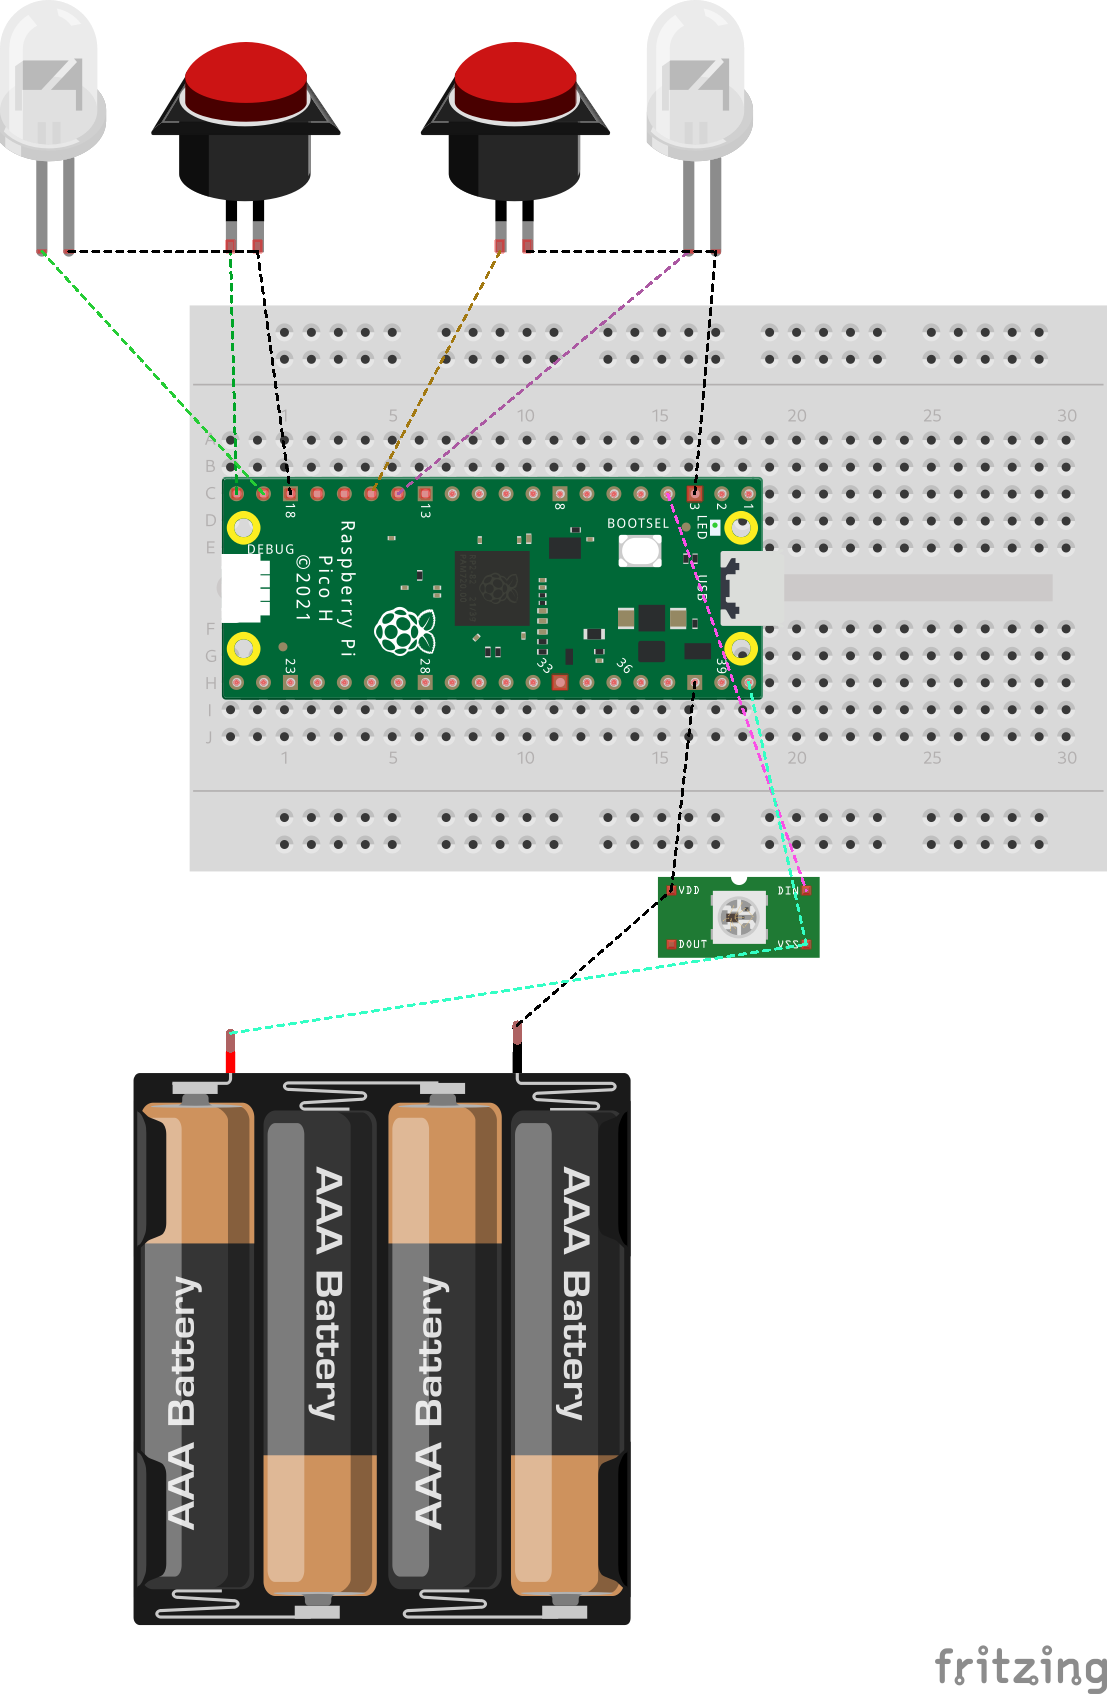 1 5 10 15 20 25 30
A
B
C
D
E
F
G
H
I
J
18 13 8 3 2 1
LED
BOOTSEL
DEBUG
Raspberry Pi
Pico H
©2021
USB
23 28 33 36 39
1 5 10 15 20 25 30
VDD DIN
DOUT VSS
AAA Battery
AAA Battery
AAA Battery
AAA Battery
fritzing